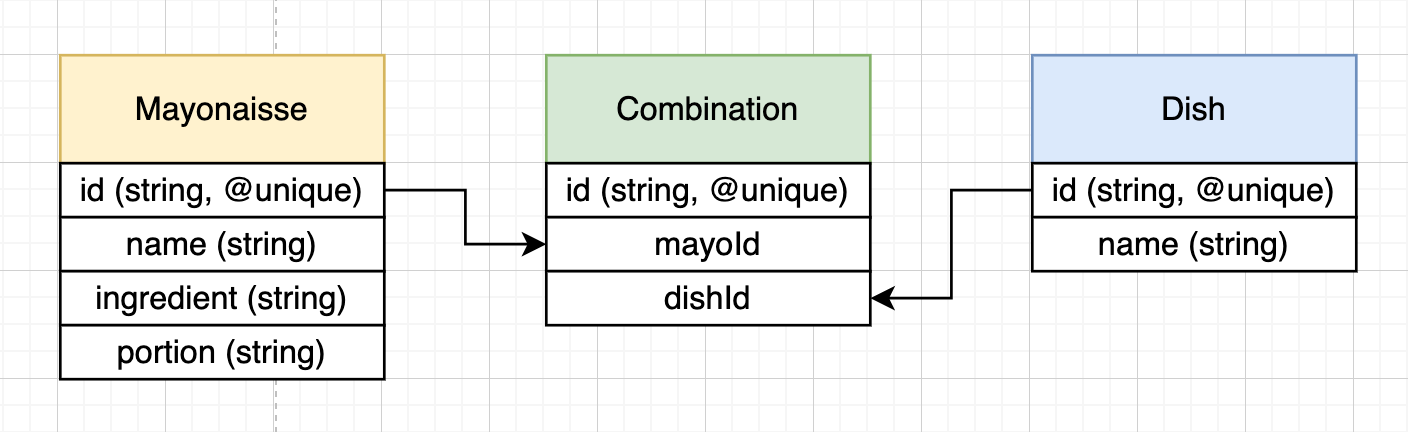 Mayonaisse
id (string, @unique)
name (string)
ingredient (string)
portion (string)
Combination
id (string, @unique)
mayoId
dishId
Dish
id (string, @unique)
name (string)